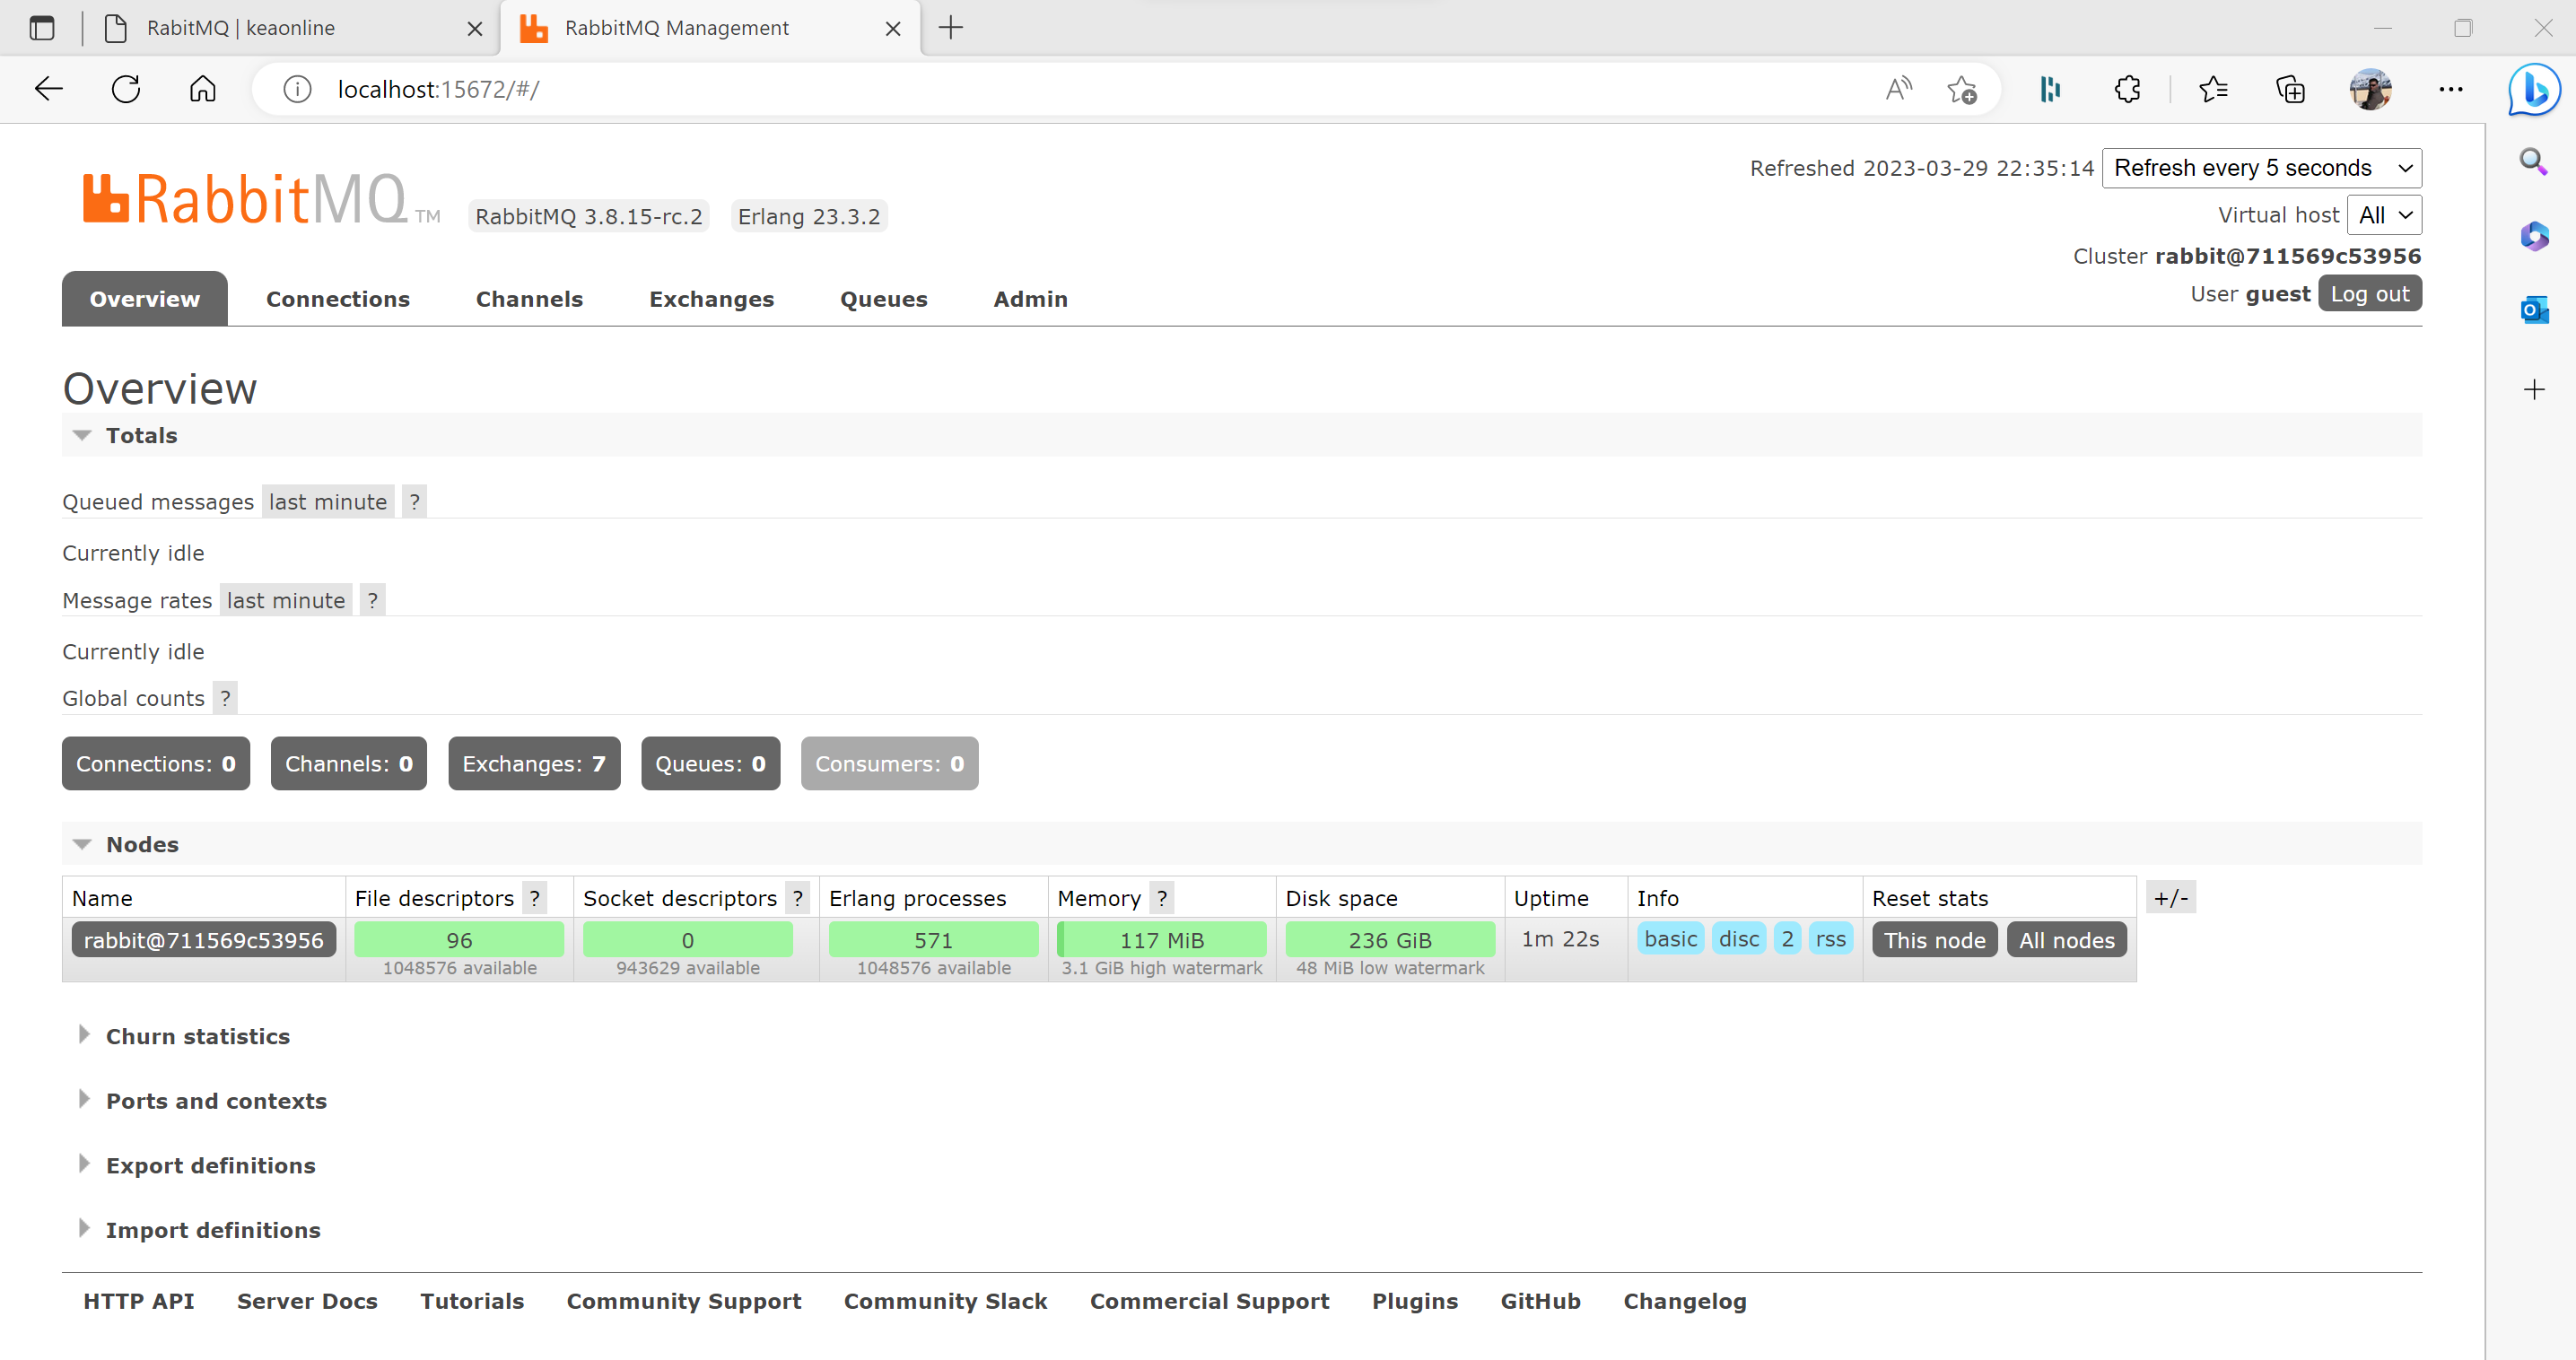 RabitMQ | keaonline
RabbitMQ Management
localhost:15672/#/
Refreshed 2023-03-29 22:35:14 Refresh every 5 seconds
RabbitMQ TM RabbitMQ 3.8.15-rc.2 Erlang 23.3.2
Virtual host All
Cluster rabbit@711569c53956
User guest Log out
Overview Connections Channels Exchanges Queues Admin
Overview
Totals
Queued messages last minute ?
Currently idle
Message rates last minute ?
Currently idle
Global counts ?
Connections: 0 Channels: 0 Exchanges: 7 Queues: 0 Consumers: 0
Nodes
Name File descriptors ? Socket descriptors ? Erlang processes Memory ? Disk space Uptime Info Reset stats +/-
rabbit@711569c53956 96 0 571 117 MiB 236 GiB 1m 22s basic disc 2 rss This node All nodes
1048576 available 943629 available 1048576 available 3.1 GiB high watermark 48 MiB low watermark
Churn statistics
Ports and contexts
Export definitions
Import definitions
HTTP API Server Docs Tutorials Community Support Community Slack Commercial Support Plugins GitHub Changelog